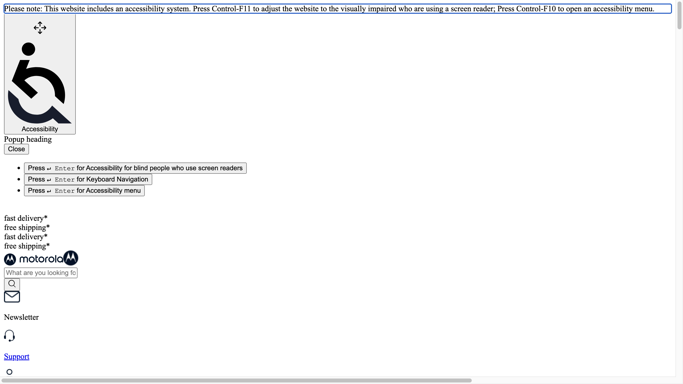 Please note: This website includes an accessibility system. Press Control-F11 to adjust the website to the visually impaired who are using a screen reader; Press Control-F10 to open an accessibility menu.
Accessibility
Popup heading
Close
Press ↵ Enter for Accessibility for blind people who use screen readers
Press ↵ Enter for Keyboard Navigation
Press ↵ Enter for Accessibility menu
fast delivery*
free shipping*
fast delivery*
free shipping*
motorola
What are you looking fo
Newsletter
Support